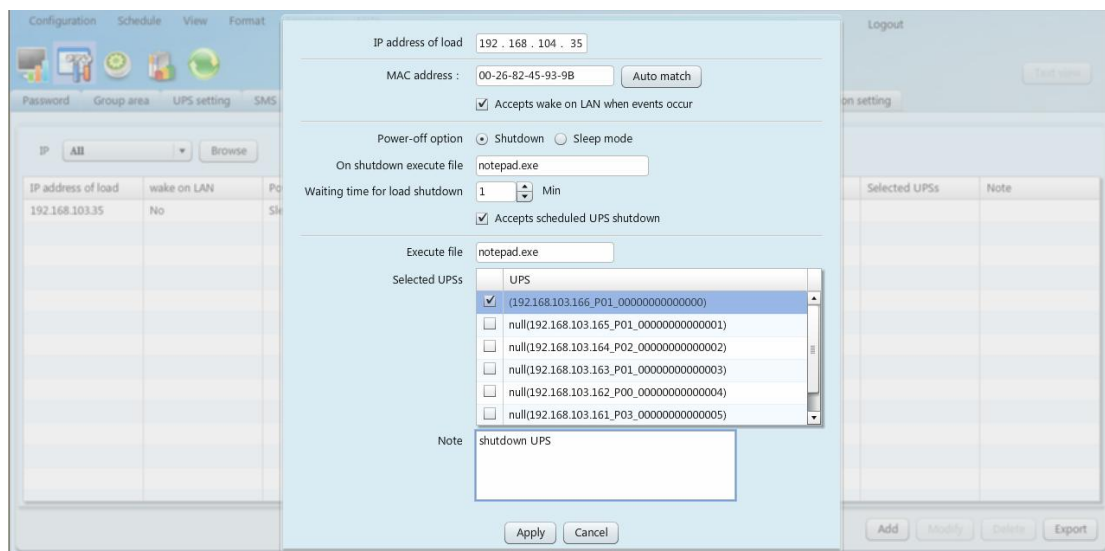 Configuration Schedule View Format
Logout
Password Group area UPS setting SMS
on setting
IP All Browse
IP address of load wake on LAN Po
Selected UPSs Note
192.168.103.35 No Sle
IP address of load 192 . 168 . 104 . 35
MAC address : 00-26-82-45-93-9B Auto match
Accepts wake on LAN when events occur
Power-off option Shutdown Sleep mode
On shutdown execute file notepad.exe
Waiting time for load shutdown 1 Min
Accepts scheduled UPS shutdown
Execute file notepad.exe
Selected UPSs UPS
(192.168.103.166_P01_00000000000000)
null(192.168.103.165_P01_00000000000001)
null(192.168.103.164_P02_00000000000002)
null(192.168.103.163_P01_00000000000003)
null(192.168.103.162_P00_00000000000004)
null(192.168.103.161_P03_00000000000005)
Note shutdown UPS
Apply Cancel
Add Modify Delete Export